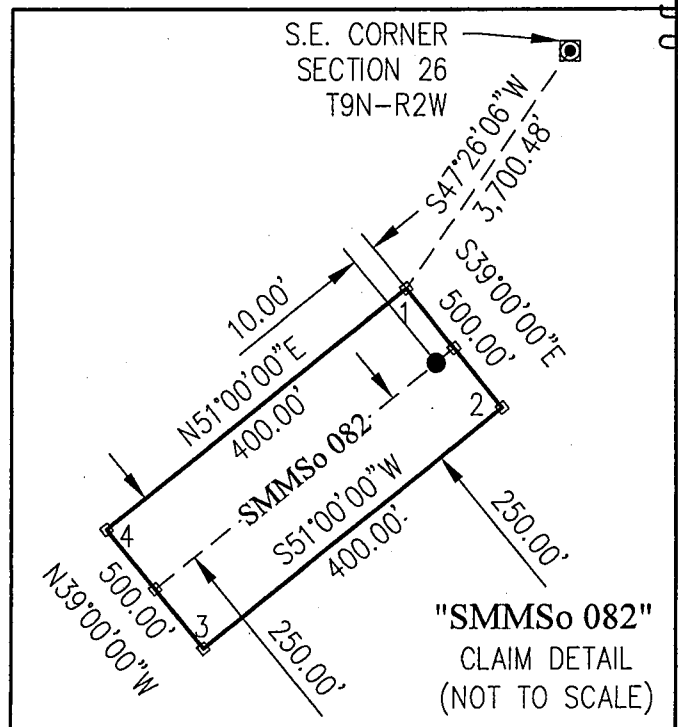 S.E. CORNER
SECTION 26
T9N-R2W
S47°26'06"W
3,700.48'
10.00'
1
S39°00'00"E
500.00'
2
N51°00'00"E
400.00'
SMMSo 082
S51°00'00"W
400.00'
4
500.00'
N39°00'00"W
3
250.00'
250.00'
"SMMSo 082"
CLAIM DETAIL
(NOT TO SCALE)